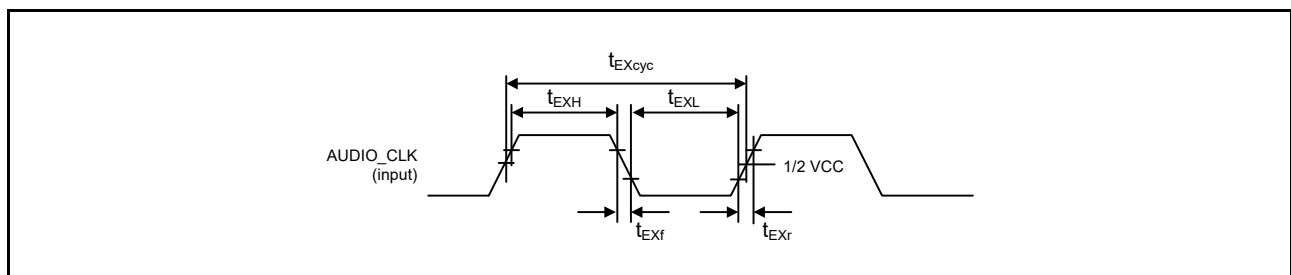 tEXcyc
tEXH
tEXL
AUDIO_CLK
(input)
1/2 VCC
tEXf
tEXr